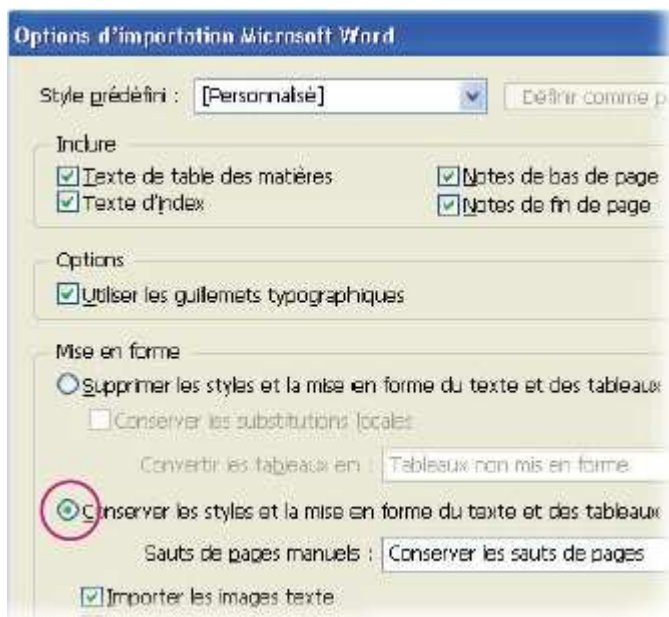 Options d'importation Microsoft Word
Style prédéfini : [Personnalisé] Définir comme p
Inclure
Texte de table des matières Notes de bas de page
Texte d'index Notes de fin de page
Options
Utiliser les guillemets typographiques
Mise en forme
Supprimer les styles et la mise en forme du texte et des tableaux
Conserver les substitutions locales
Convertir les tableaux en : Tableaux non mis en forme
Conserver les styles et la mise en forme du texte et des tableaux
Sauts de pages manuels : Conserver les sauts de pages
Importer les images texte